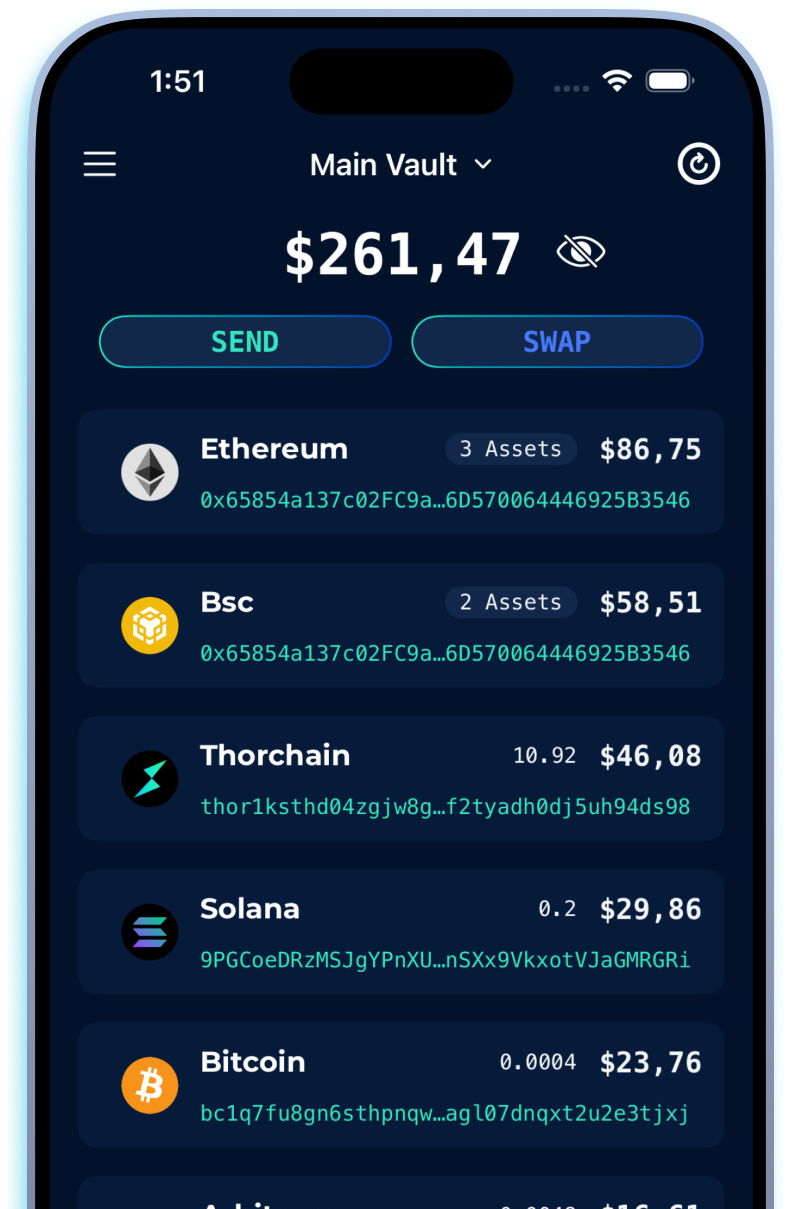 1:51
Main Vault
$261,47
SEND SWAP
Ethereum 3 Assets $86,75
0x65854a137c02FC9a…6D570064446925B3546
Bsc 2 Assets $58,51
0x65854a137c02FC9a…6D570064446925B3546
Thorchain 10.92 $46,08
thor1ksthd04zgjw8g…f2tyadh0dj5uh94ds98
Solana 0.2 $29,86
9PGCoeDRzMSJgYPnXU…nSXx9VkxotVJaGMRGRi
Bitcoin 0.0004 $23,76
bc1q7fu8gn6sthpnqw…agl07dnqxt2u2e3tjxj